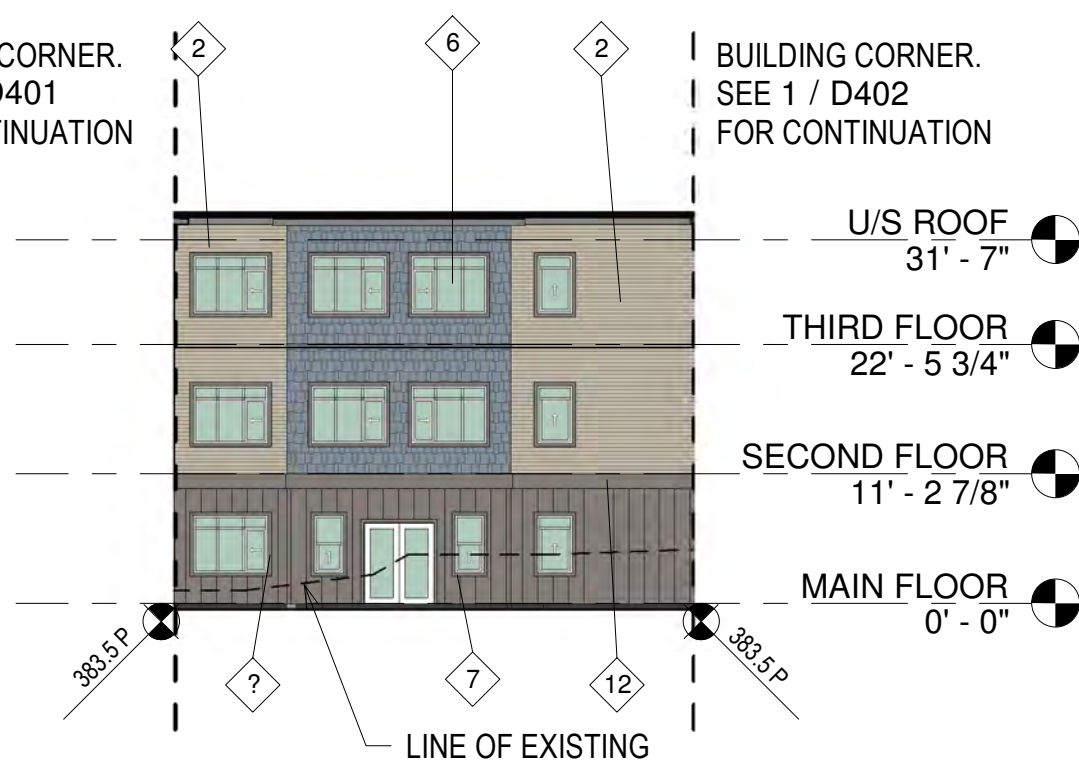 CORNER.
D401
TINUATION
2
6
2
BUILDING CORNER.
SEE 1 / D402
FOR CONTINUATION
U/S ROOF
31' - 7"
THIRD FLOOR
22' - 5 3/4"
SECOND FLOOR
11' - 2 7/8"
MAIN FLOOR
0' - 0"
383.5 P
383.5 P
?
7
12
LINE OF EXISTING